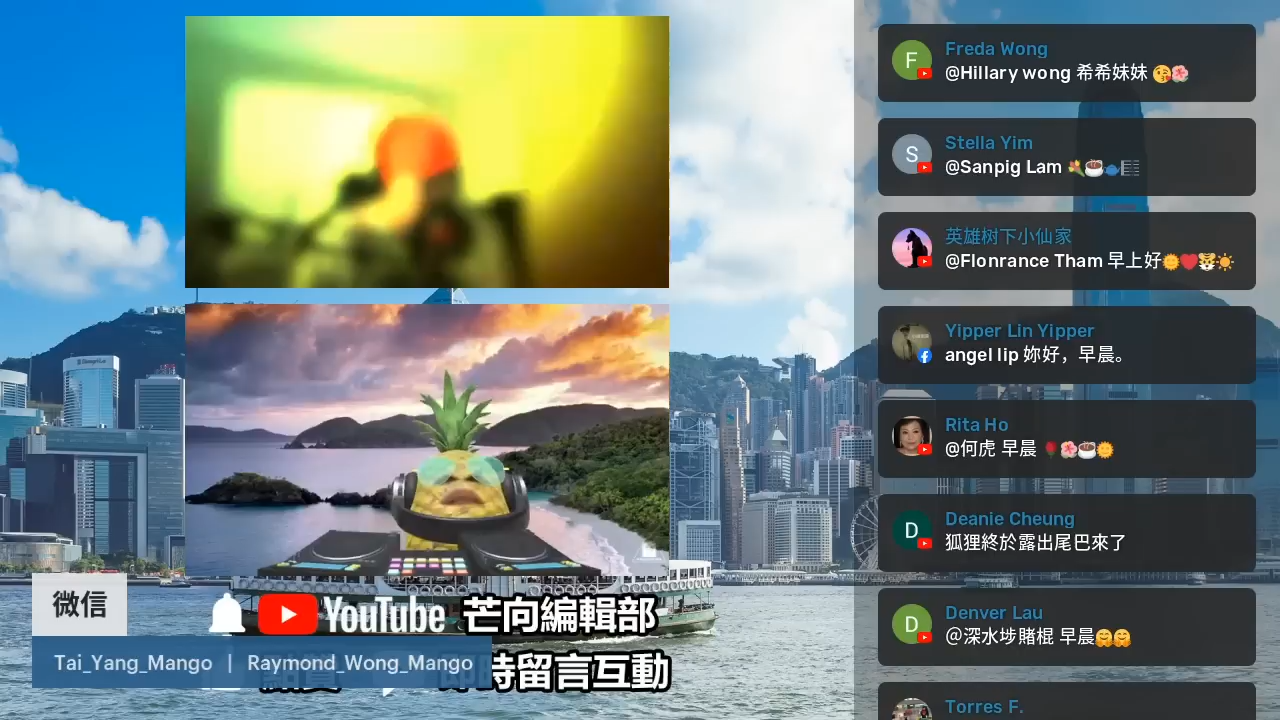 Freda Wong
@Hillary wong 希希妹妹 😘🌸
Stella Yim
@Sanpig Lam
英雄树下小仙家
@Flonrance Tham 早上好🌞❤️🐯☀️
Yipper Lin Yipper
angel lip 妳好，早晨。
Rita Ho
@何虎 早晨 🌹🌸☕🌞
Deanie Cheung
狐狸終於露出尾巴來了
Denver Lau
@深水埗賭棍 早晨🤗🤗
Torres F.
微信
Tai_Yang_Mango | Raymond_Wong_Mango
YouTube 芒向編輯部
時留言互動